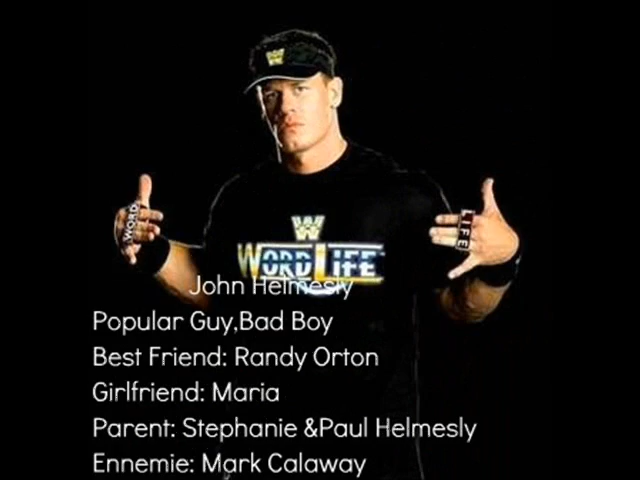 W
WORD
LIFE
W
WORD LIFE
John Helmesly
Popular Guy,Bad Boy
Best Friend: Randy Orton
Girlfriend: Maria
Parent: Stephanie &Paul Helmesly
Ennemie: Mark Calaway